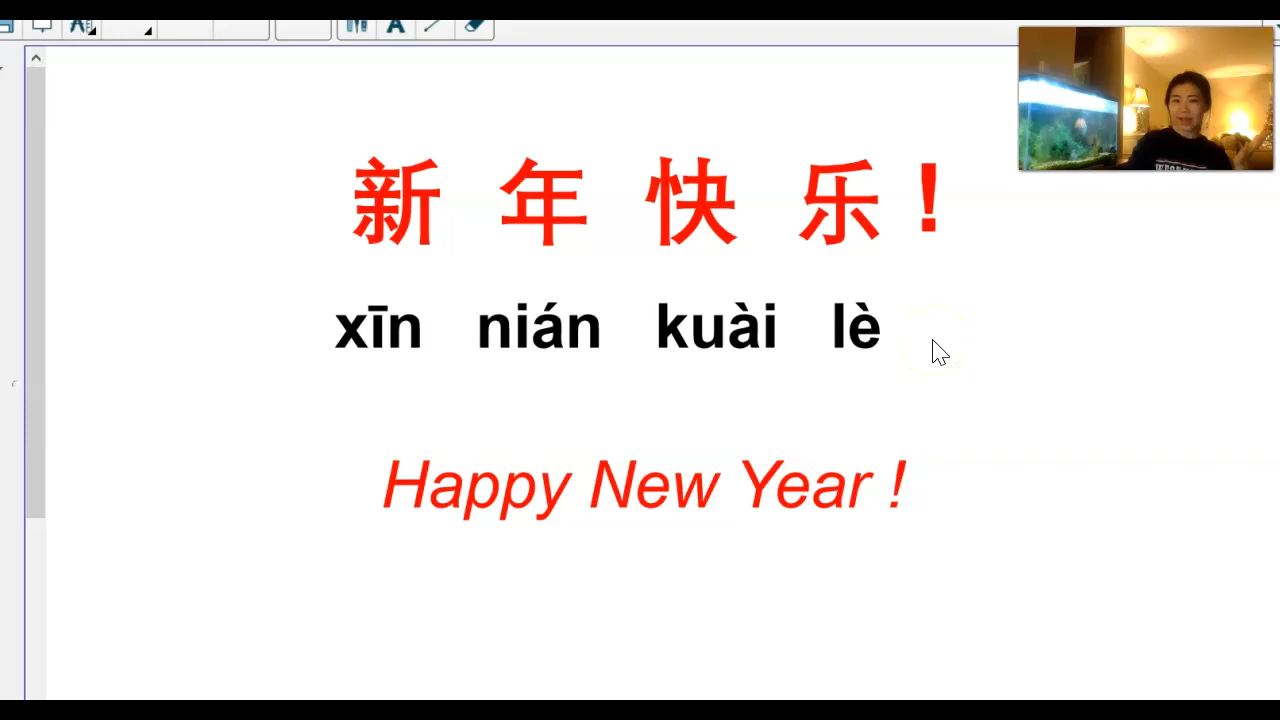 新 年 快 乐！
xīn nián kuài lè
Happy New Year !